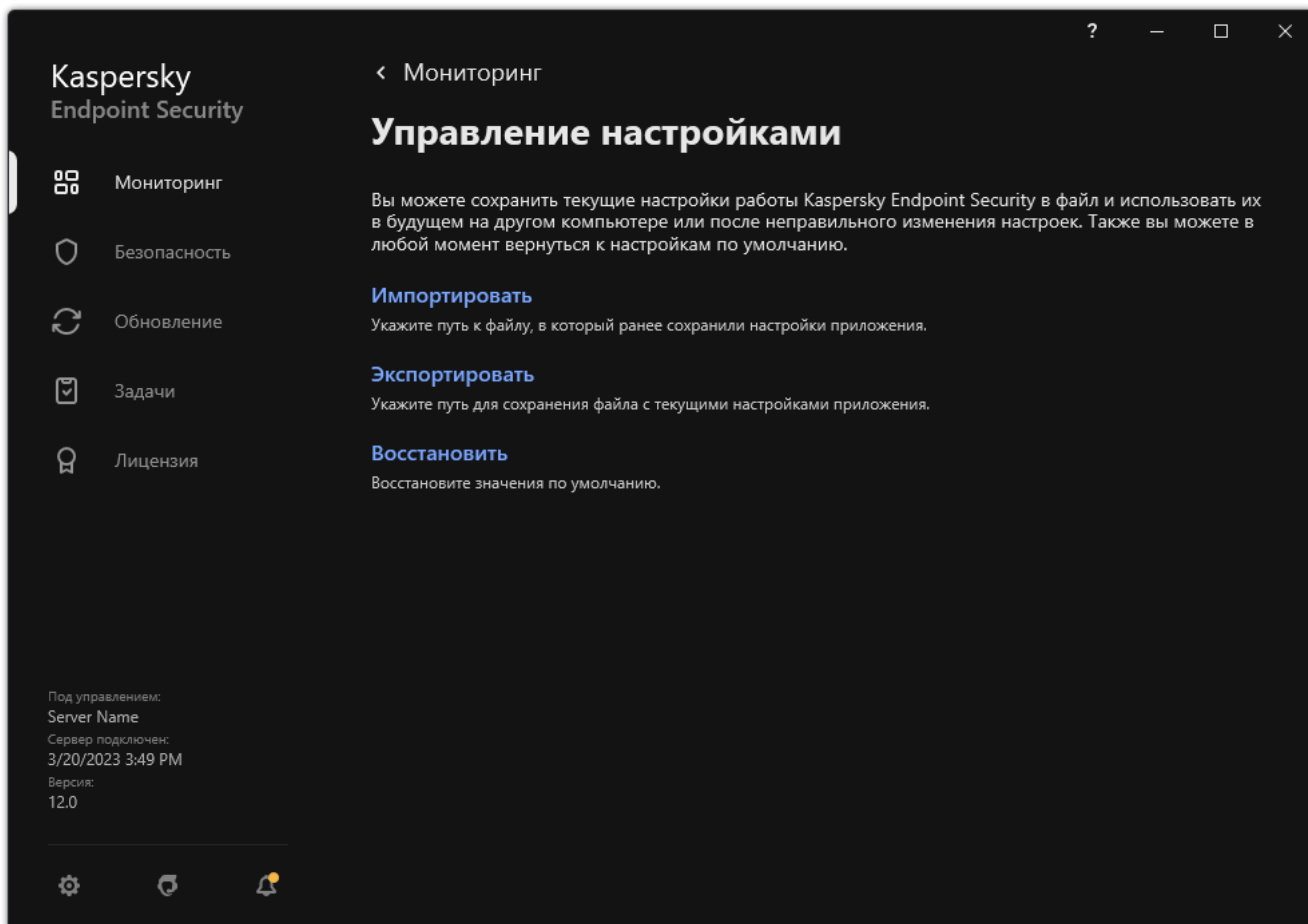 ?
Kaspersky
Endpoint Security
Мониторинг
Безопасность
Обновление
Задачи
Лицензия
Под управлением:
Server Name
Сервер подключен:
3/20/2023 3:49 PM
Версия:
12.0
Мониторинг
Управление настройками
Вы можете сохранить текущие настройки работы Kaspersky Endpoint Security в файл и использовать их
в будущем на другом компьютере или после неправильного изменения настроек. Также вы можете в
любой момент вернуться к настройкам по умолчанию.
Импортировать
Укажите путь к файлу, в который ранее сохранили настройки приложения.
Экспортировать
Укажите путь для сохранения файла с текущими настройками приложения.
Восстановить
Восстановите значения по умолчанию.